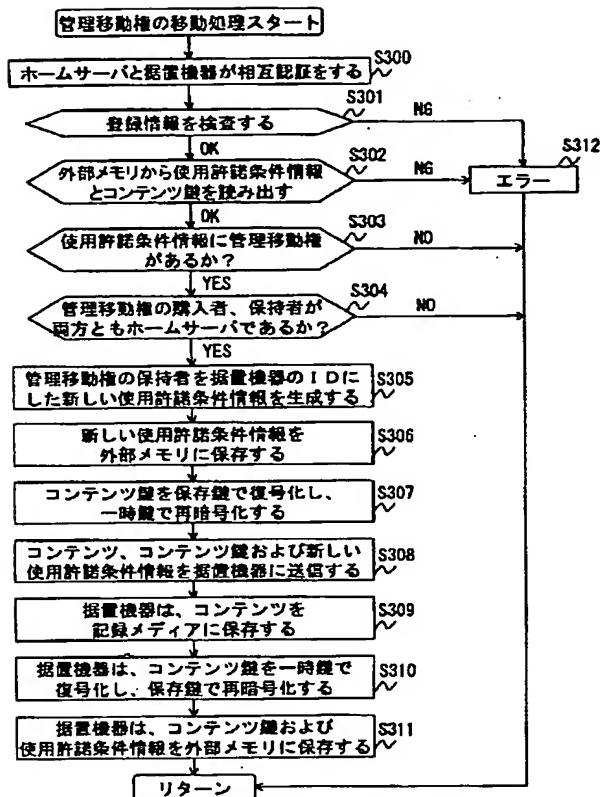 管理移動権の移動処理スタート
S300
ホームサーバと据置機器が相互認証をする
S301
登録情報を検査する
NG
OK
S302
S312
外部メモリから使用許諾条件情報
とコンテンツ鍵を読み出す
NG
エラー
OK
S303
使用許諾条件情報に管理移動権
があるか?
NO
YES
S304
管理移動権の購入者、保持者が
両方ともホームサーバであるか?
NO
YES
管理移動権の保持者を据置機器のIDに
した新しい使用許諾条件情報を生成する
S305
新しい使用許諾条件情報を
外部メモリに保存する
S306
コンテンツ鍵を保存鍵で復号化し、
一時鍵で再暗号化する
S307
コンテンツ、コンテンツ鍵および新しい
使用許諾条件情報を据置機器に送信する
S308
据置機器は、コンテンツを
記録メディアに保存する
S309
据置機器は、コンテンツ鍵を一時鍵で
復号化し、保存鍵で再暗号化する
S310
据置機器は、コンテンツ鍵および
使用許諾条件情報を外部メモリに保存する
S311
リターン